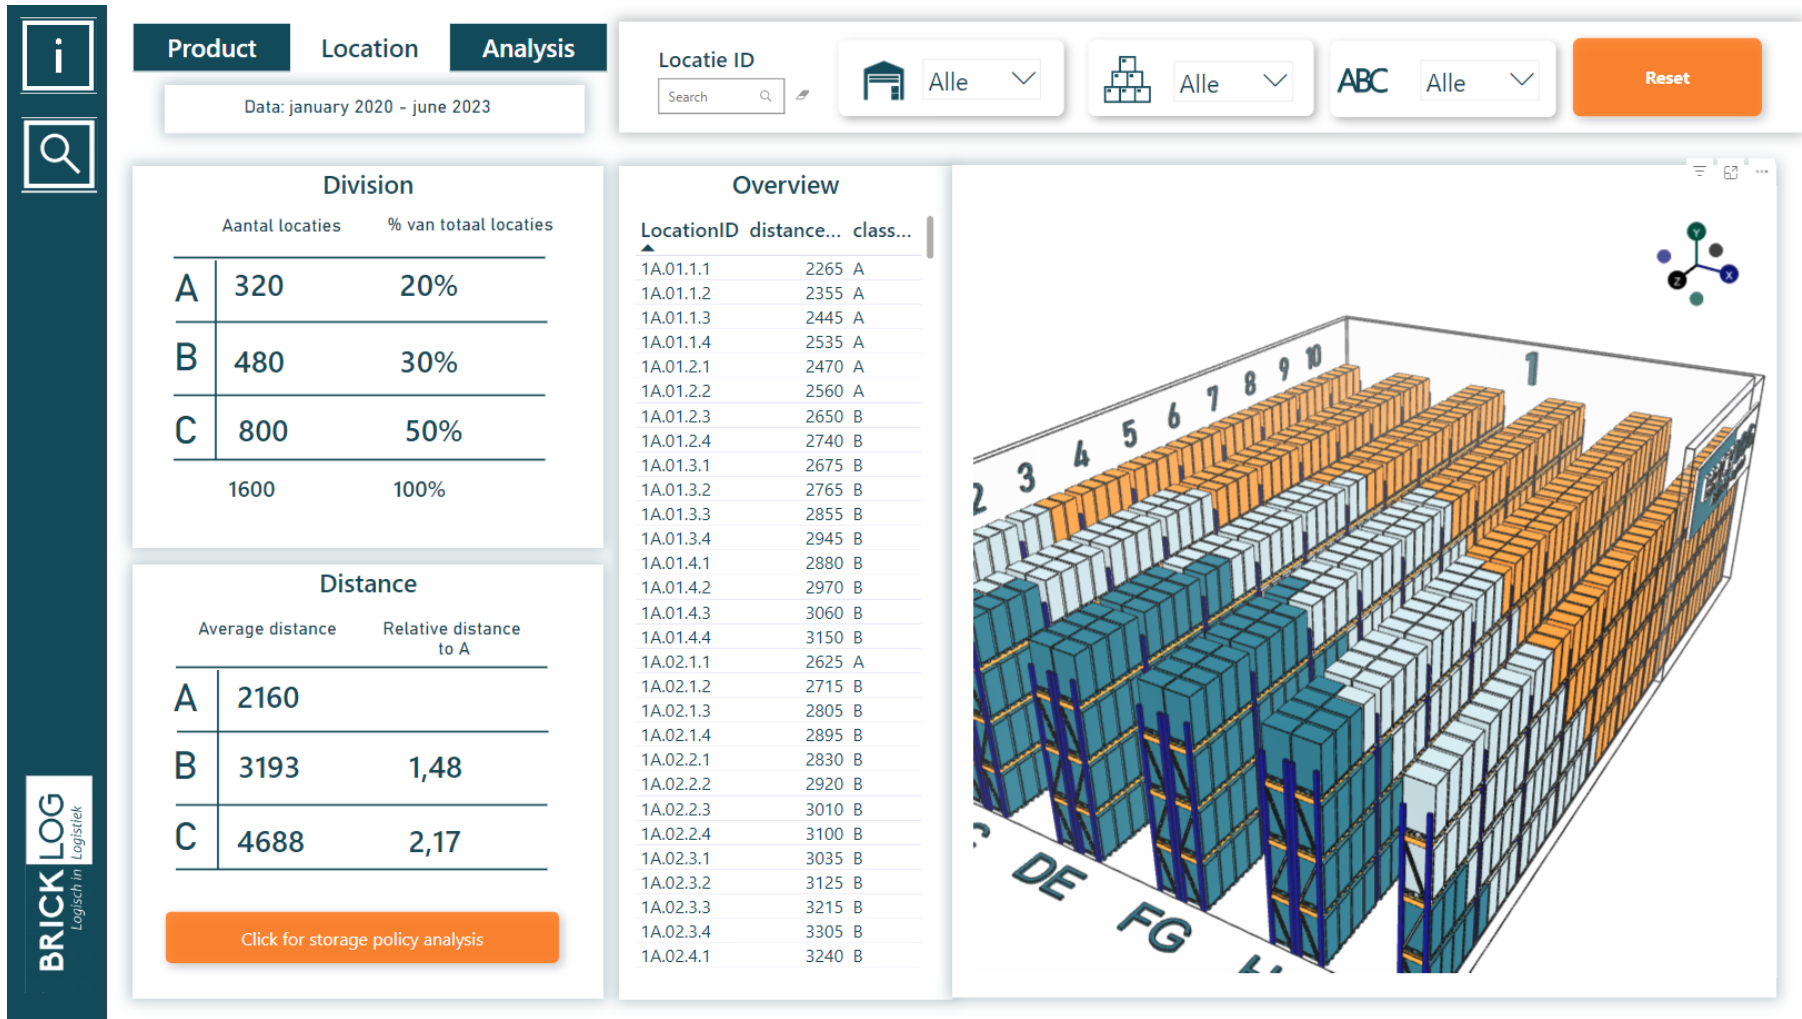 i
Product
Location
Analysis
Data: january 2020 - june 2023
Locatie ID
Search
Alle
Alle
ABC
Alle
Reset
Division
Aantal locaties % van totaal locaties
A 320 20%
B 480 30%
C 800 50%
1600 100%
Distance
Average distance Relative distance
to A
A 2160
B 3193 1,48
C 4688 2,17
Click for storage policy analysis
Overview
LocationID distance... class...
1A.01.1.1 2265 A
1A.01.1.2 2355 A
1A.01.1.3 2445 A
1A.01.1.4 2535 A
1A.01.2.1 2470 A
1A.01.2.2 2560 A
1A.01.2.3 2650 B
1A.01.2.4 2740 B
1A.01.3.1 2675 B
1A.01.3.2 2765 B
1A.01.3.3 2855 B
1A.01.3.4 2945 B
1A.01.4.1 2880 B
1A.01.4.2 2970 B
1A.01.4.3 3060 B
1A.01.4.4 3150 B
1A.02.1.1 2625 A
1A.02.1.2 2715 B
1A.02.1.3 2805 B
1A.02.1.4 2895 B
1A.02.2.1 2830 B
1A.02.2.2 2920 B
1A.02.2.3 3010 B
1A.02.2.4 3100 B
1A.02.3.1 3035 B
1A.02.3.2 3125 B
1A.02.3.3 3215 B
1A.02.3.4 3305 B
1A.02.4.1 3240 B
Y
X
Z
2 3 4 5 6 7 8 9 10
1
C
DE
FG
BRICKLOG
Logisch in Logistiek